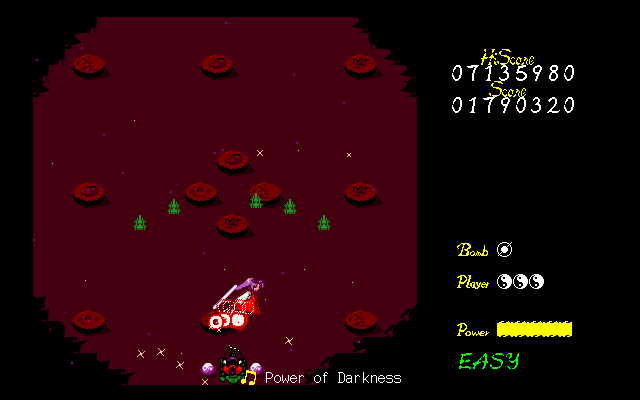 HiScore
07135980
Score
01790320
Bomb
Player
Power
EASY
Power of Darkness